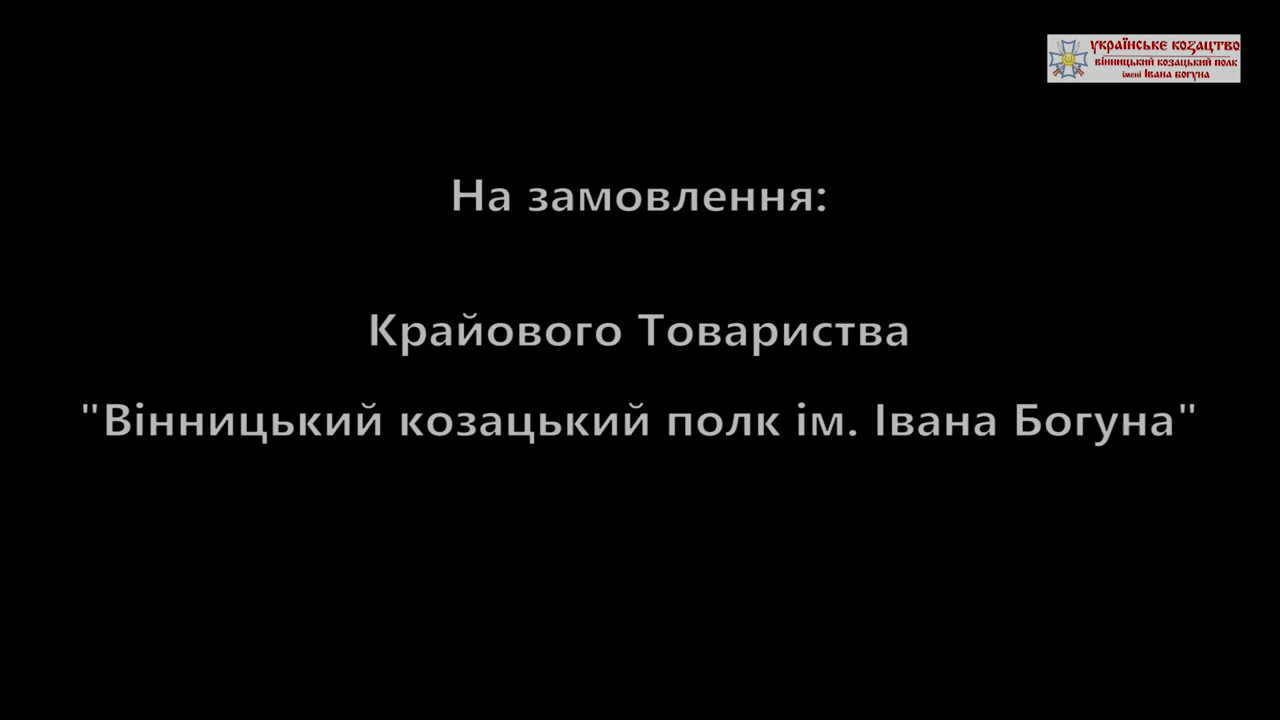 українське козацтво
вінницький козацький полк
імені Івана Богуна
На замовлення:
Крайового Товариства
"Вінницький козацький полк ім. Івана Богуна"